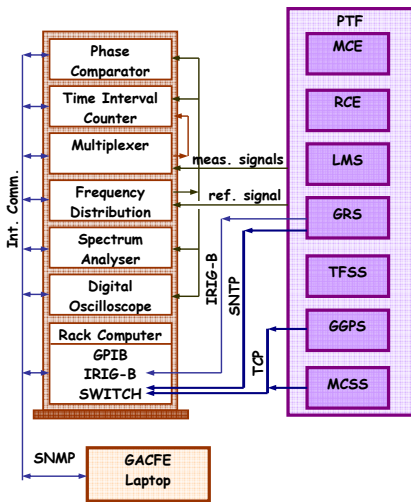 Phase
Comparator
Time Interval
Counter
Multiplexer
Frequency
Distribution
Spectrum
Analyser
Digital
Oscilloscope
Rack Computer
GPIB
IRIG-B
SWITCH
Int. Comm.
SNMP
GACFE
Laptop
meas. signals
ref. signal
IRIG-B
SNTP
TCP
PTF
MCE
RCE
LMS
GRS
TFSS
GGPS
MCSS